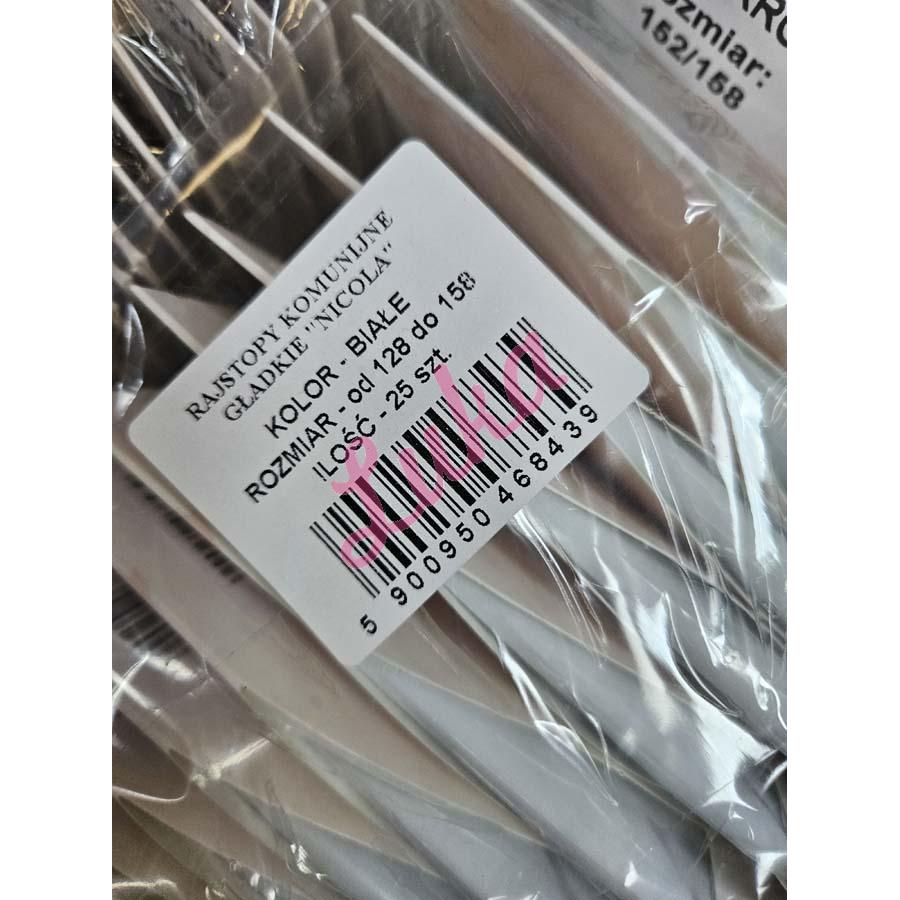 ozmiar:
152/158
RAJSTOPY KOMUNIJNE
GŁADKIE "NICOLA"
KOLOR - BIAŁE
ROZMIAR - od 128 do 158
ILOŚĆ - 25 szt.
5 900950 468439
Luka